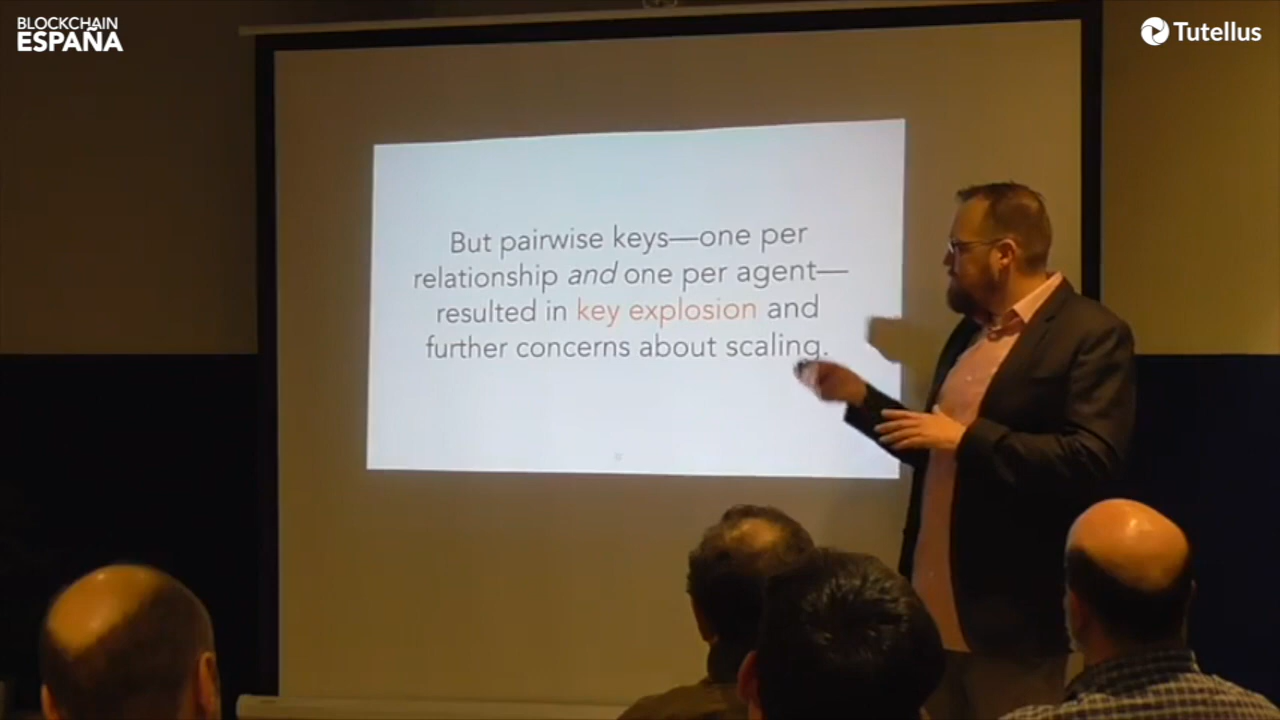 BLOCKCHAIN
ESPAÑA
Tutellus
But pairwise keys—one per
relationship and one per agent—
resulted in key explosion and
further concerns about scaling.